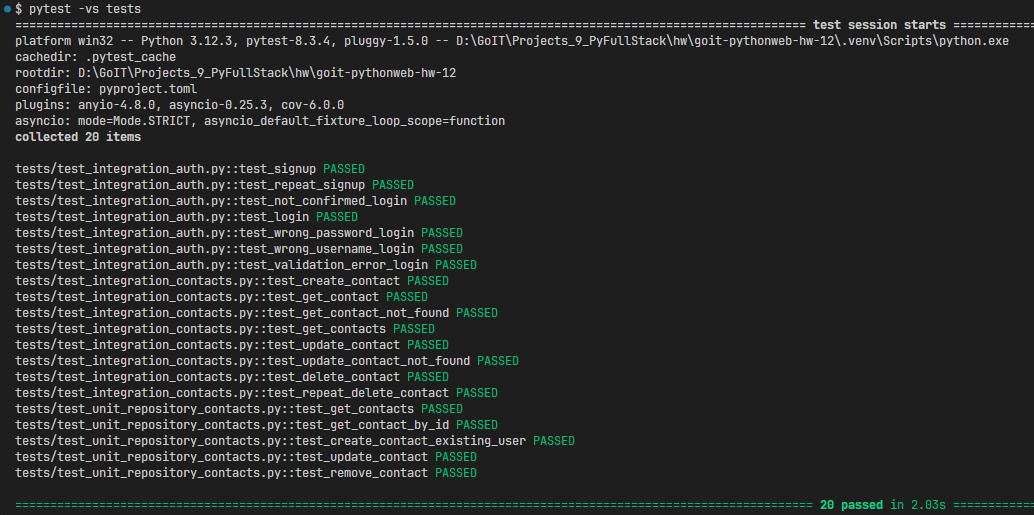 $ pytest -vs tests
================================================================================================================= test session starts ============
platform win32 -- Python 3.12.3, pytest-8.3.4, pluggy-1.5.0 -- D:\GoIT\Projects_9_PyFullStack\hw\goit-pythonweb-hw-12\.venv\Scripts\python.exe
cachedir: .pytest_cache
rootdir: D:\GoIT\Projects_9_PyFullStack\hw\goit-pythonweb-hw-12
configfile: pyproject.toml
plugins: anyio-4.8.0, asyncio-0.25.3, cov-6.0.0
asyncio: mode=Mode.STRICT, asyncio_default_fixture_loop_scope=function
collected 20 items
tests/test_integration_auth.py::test_signup PASSED
tests/test_integration_auth.py::test_repeat_signup PASSED
tests/test_integration_auth.py::test_not_confirmed_login PASSED
tests/test_integration_auth.py::test_login PASSED
tests/test_integration_auth.py::test_wrong_password_login PASSED
tests/test_integration_auth.py::test_wrong_username_login PASSED
tests/test_integration_auth.py::test_validation_error_login PASSED
tests/test_integration_contacts.py::test_create_contact PASSED
tests/test_integration_contacts.py::test_get_contact PASSED
tests/test_integration_contacts.py::test_get_contact_not_found PASSED
tests/test_integration_contacts.py::test_get_contacts PASSED
tests/test_integration_contacts.py::test_update_contact PASSED
tests/test_integration_contacts.py::test_update_contact_not_found PASSED
tests/test_integration_contacts.py::test_delete_contact PASSED
tests/test_integration_contacts.py::test_repeat_delete_contact PASSED
tests/test_unit_repository_contacts.py::test_get_contacts PASSED
tests/test_unit_repository_contacts.py::test_get_contact_by_id PASSED
tests/test_unit_repository_contacts.py::test_create_contact_existing_user PASSED
tests/test_unit_repository_contacts.py::test_update_contact PASSED
tests/test_unit_repository_contacts.py::test_remove_contact PASSED
================================================================================================================== 20 passed in 2.03s ============